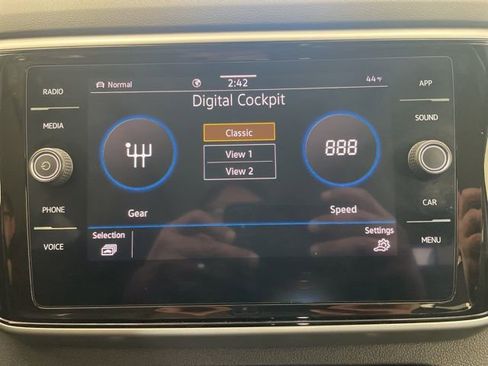 RADIO
MEDIA
PHONE
VOICE
Normal
2:42
44°F
Digital Cockpit
Classic
View 1
View 2
888
Gear
Speed
Selection
Settings
APP
SOUND
CAR
MENU